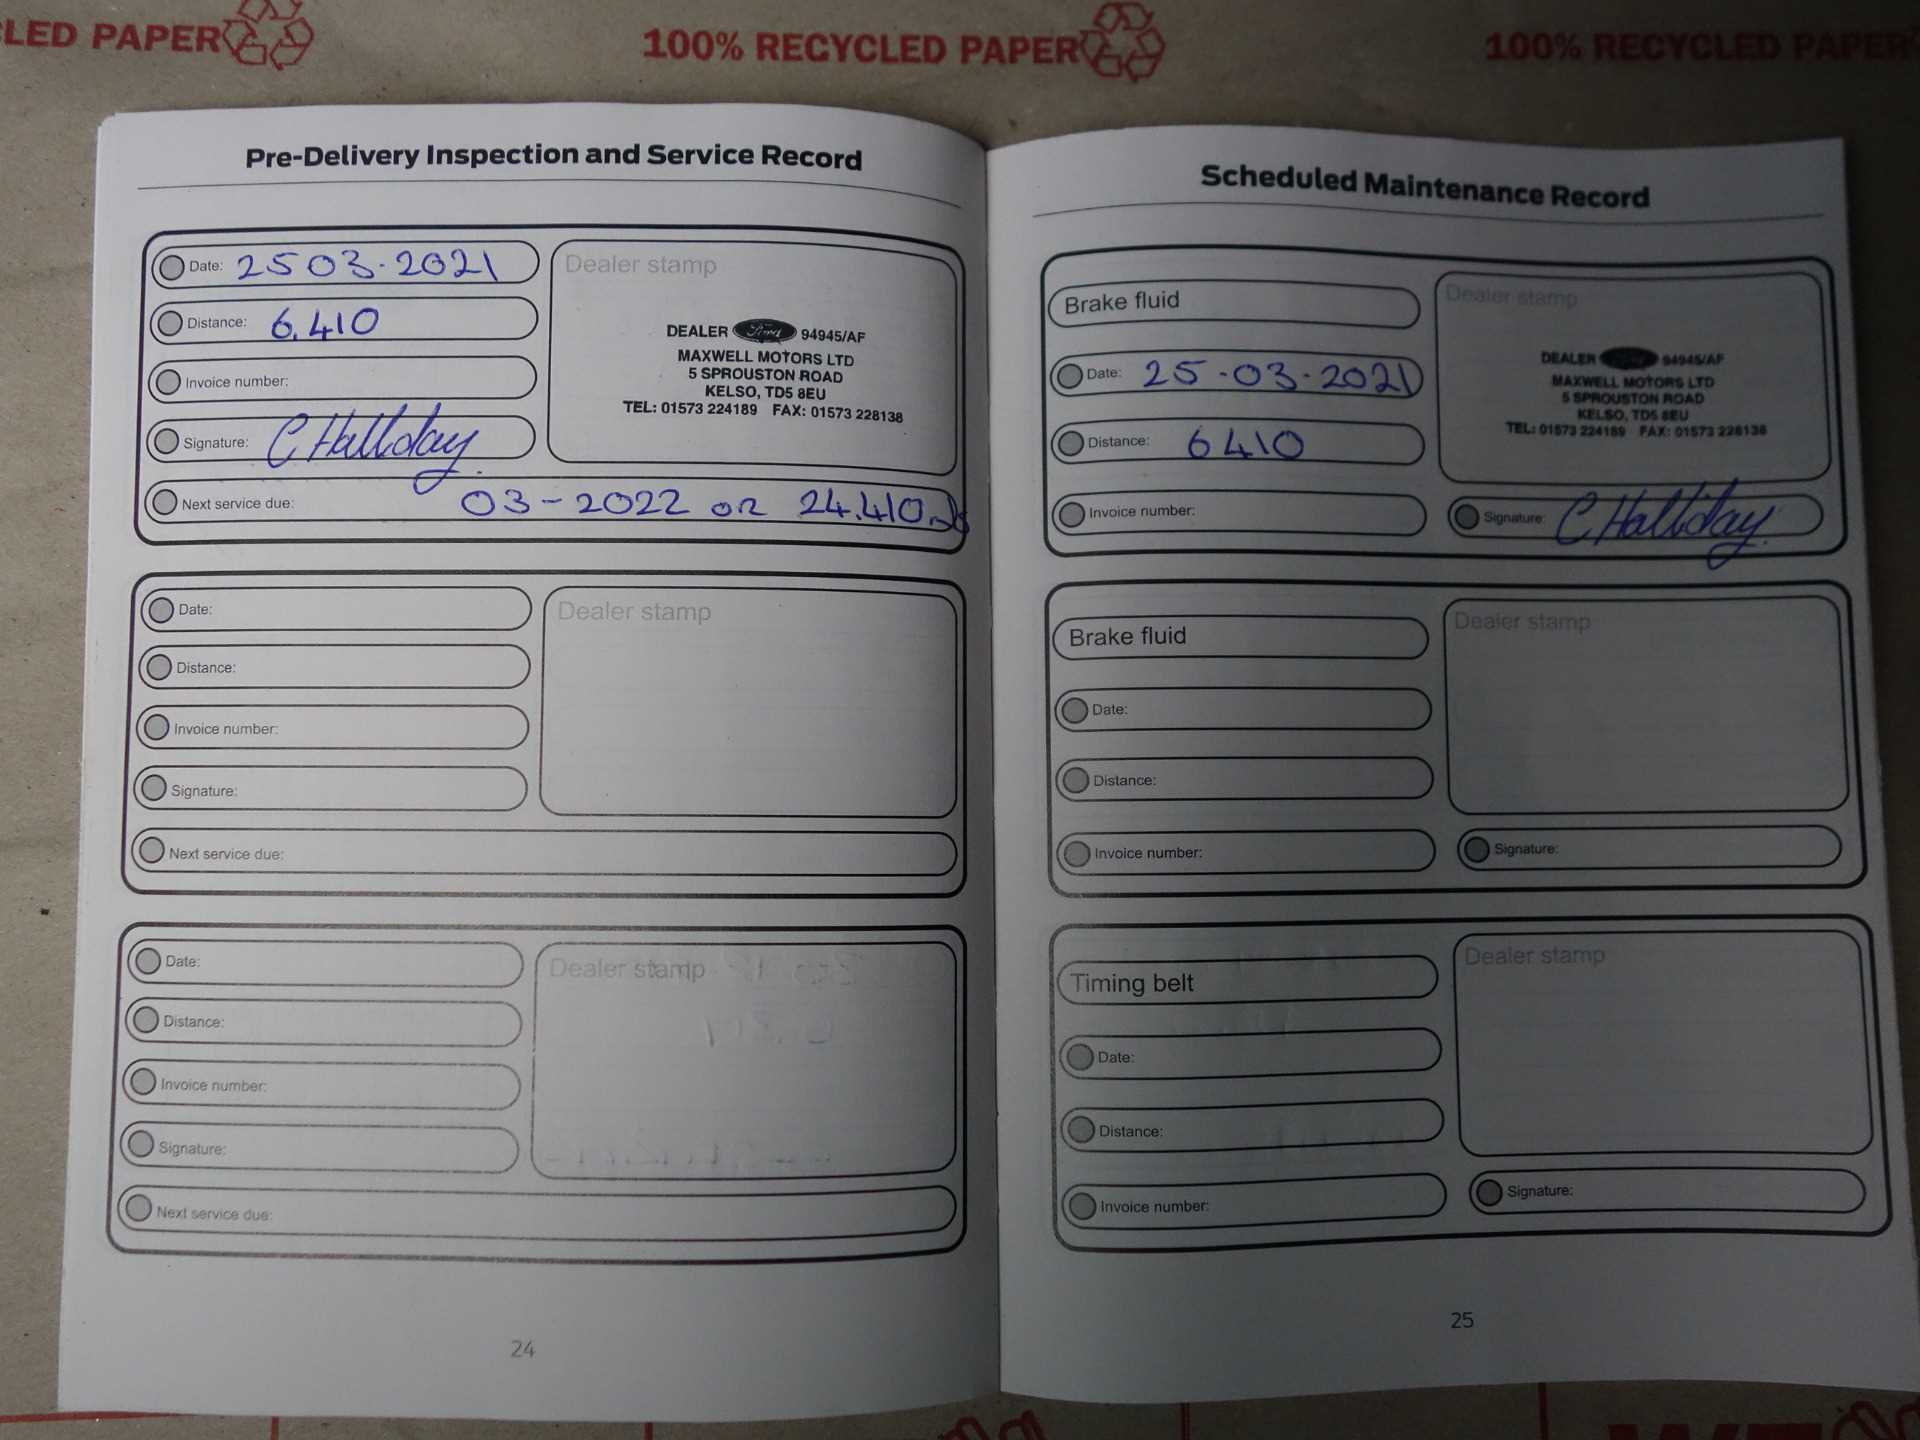 100% RECYCLED PAPER
100% RECYCLED PAPER
Pre-Delivery Inspection and Service Record
Date: 25 03.2021
Distance: 6,410
Invoice number:
Signature: C Halliday
Next service due: 03-2022 or 24.410
Dealer stamp
DEALER Ford 94945/AF
MAXWELL MOTORS LTD
5 SPROUSTON ROAD
KELSO, TD5 8EU
TEL: 01573 224189 FAX: 01573 228138
Date:
Distance:
Invoice number:
Signature:
Next service due:
Dealer stamp
Date:
Distance:
Invoice number:
Signature:
Next service due:
Dealer stamp
24
Scheduled Maintenance Record
Brake fluid
Date: 25-03-2021
Distance: 6410
Invoice number:
Dealer stamp
DEALER Ford 94945/AF
MAXWELL MOTORS LTD
5 SPROUSTON ROAD
KELSO, TD5 8EU
TEL: 01573 224189 FAX: 01573 228138
Signature: C Halliday
Brake fluid
Date:
Distance:
Invoice number:
Dealer stamp
Signature:
Timing belt
Date:
Distance:
Invoice number:
Dealer stamp
Signature:
25